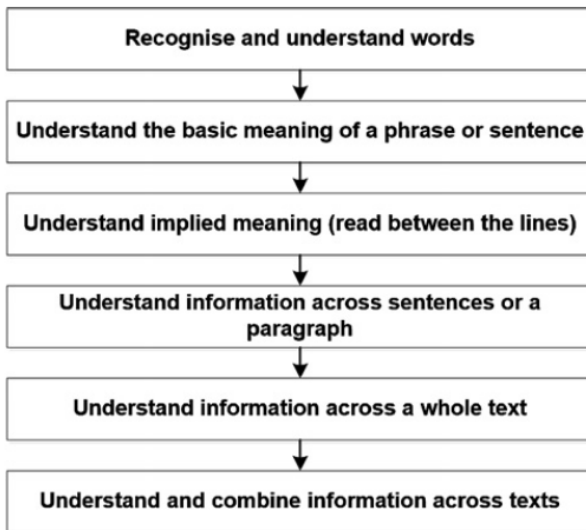 Recognise and understand words
Understand the basic meaning of a phrase or sentence
Understand implied meaning (read between the lines)
Understand information across sentences or a
paragraph
Understand information across a whole text
Understand and combine information across texts